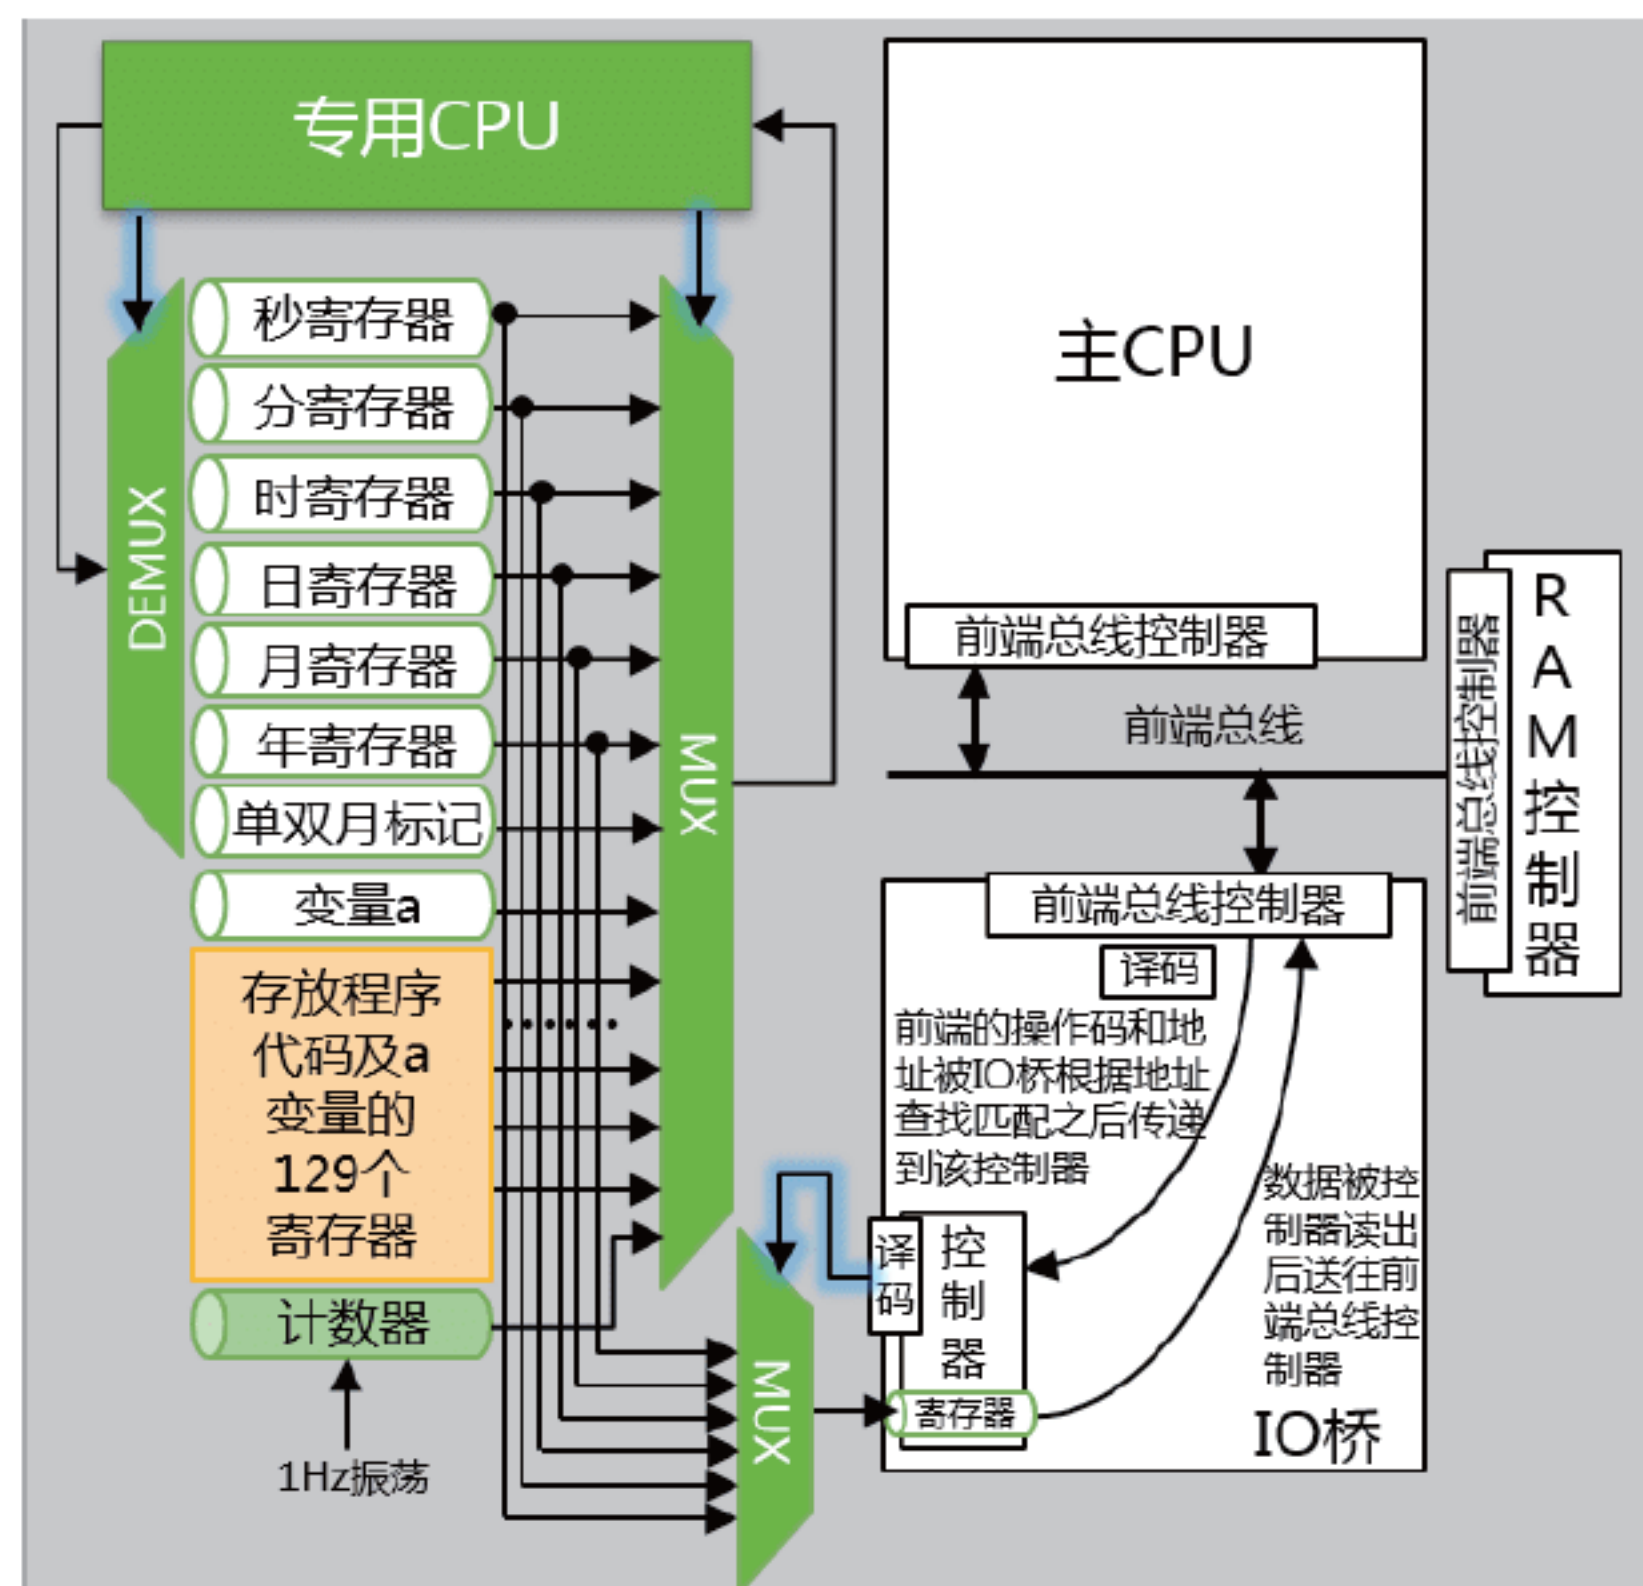 专用CPU
DEMUX
秒寄存器
分寄存器
时寄存器
日寄存器
月寄存器
年寄存器
单双月标记
变量a
存放程序
代码及a
变量的
129个
寄存器
计数器
1Hz振荡
MUX
MUX
主CPU
前端总线控制器
前端总线
前端总线控制器
RAM控制器
前端总线控制器
译码
前端的操作码和地
址被IO桥根据地址
查找匹配之后传递
到该控制器
译码
控制器
寄存器
数据被控
制器读出
后送往前
端总线控
制器
IO桥